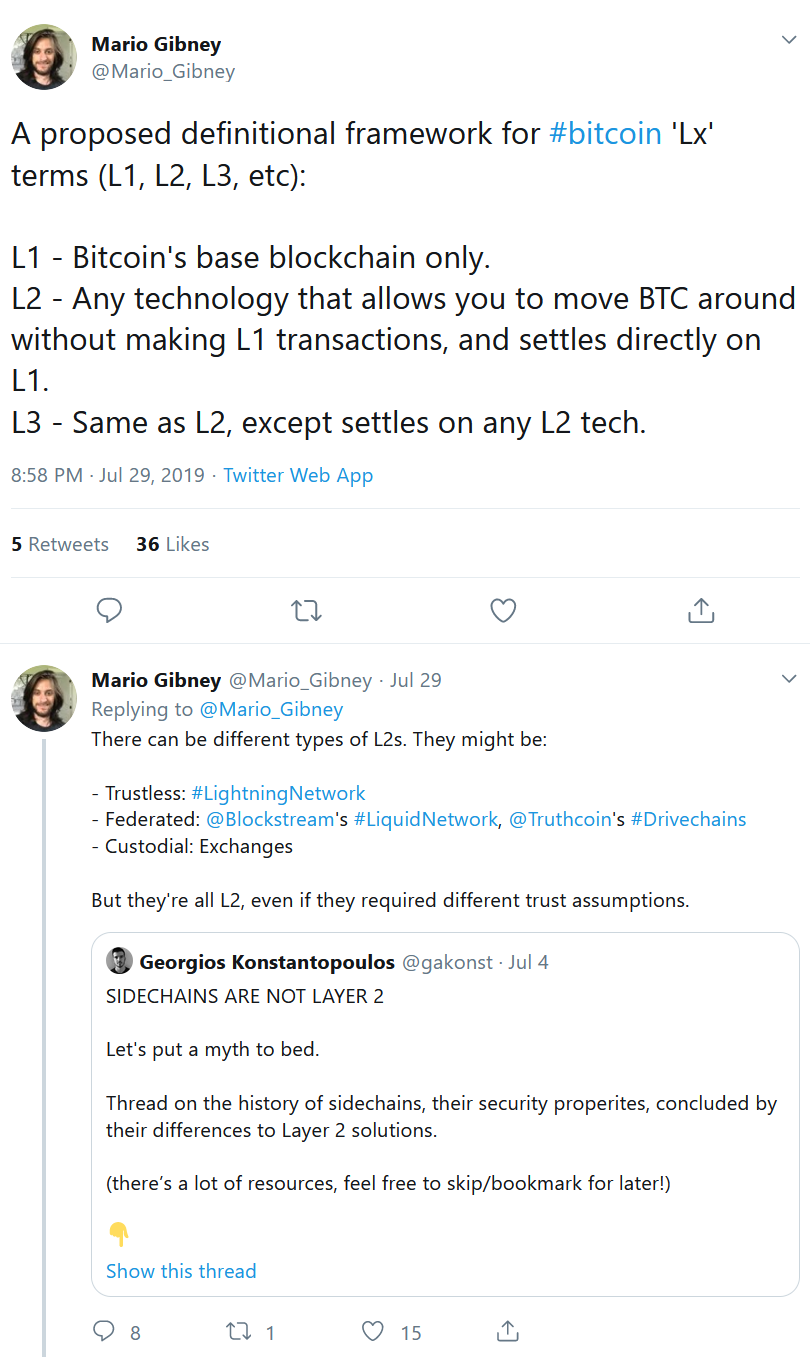 Mario Gibney
@Mario_Gibney
A proposed definitional framework for #bitcoin 'Lx'
terms (L1, L2, L3, etc):
L1 - Bitcoin's base blockchain only.
L2 - Any technology that allows you to move BTC around
without making L1 transactions, and settles directly on
L1.
L3 - Same as L2, except settles on any L2 tech.
8:58 PM · Jul 29, 2019 · Twitter Web App
5 Retweets 36 Likes
Mario Gibney @Mario_Gibney · Jul 29
Replying to @Mario_Gibney
There can be different types of L2s. They might be:
- Trustless: #LightningNetwork
- Federated: @Blockstream's #LiquidNetwork, @Truthcoin's #Drivechains
- Custodial: Exchanges
But they're all L2, even if they required different trust assumptions.
Georgios Konstantopoulos @gakonst · Jul 4
SIDECHAINS ARE NOT LAYER 2
Let's put a myth to bed.
Thread on the history of sidechains, their security properites, concluded by
their differences to Layer 2 solutions.
(there’s a lot of resources, feel free to skip/bookmark for later!)
Show this thread
8 1 15